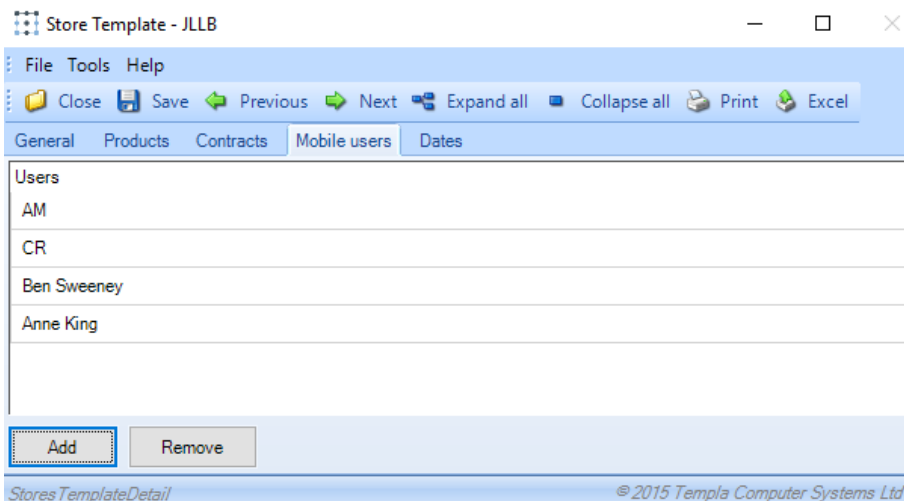 Store Template - JLLB
File Tools Help
Close Save Previous Next Expand all Collapse all Print Excel
General Products Contracts Mobile users Dates
Users
AM
CR
Ben Sweeney
Anne King
Add Remove
StoresTemplateDetail © 2015 Templa Computer Systems Ltd